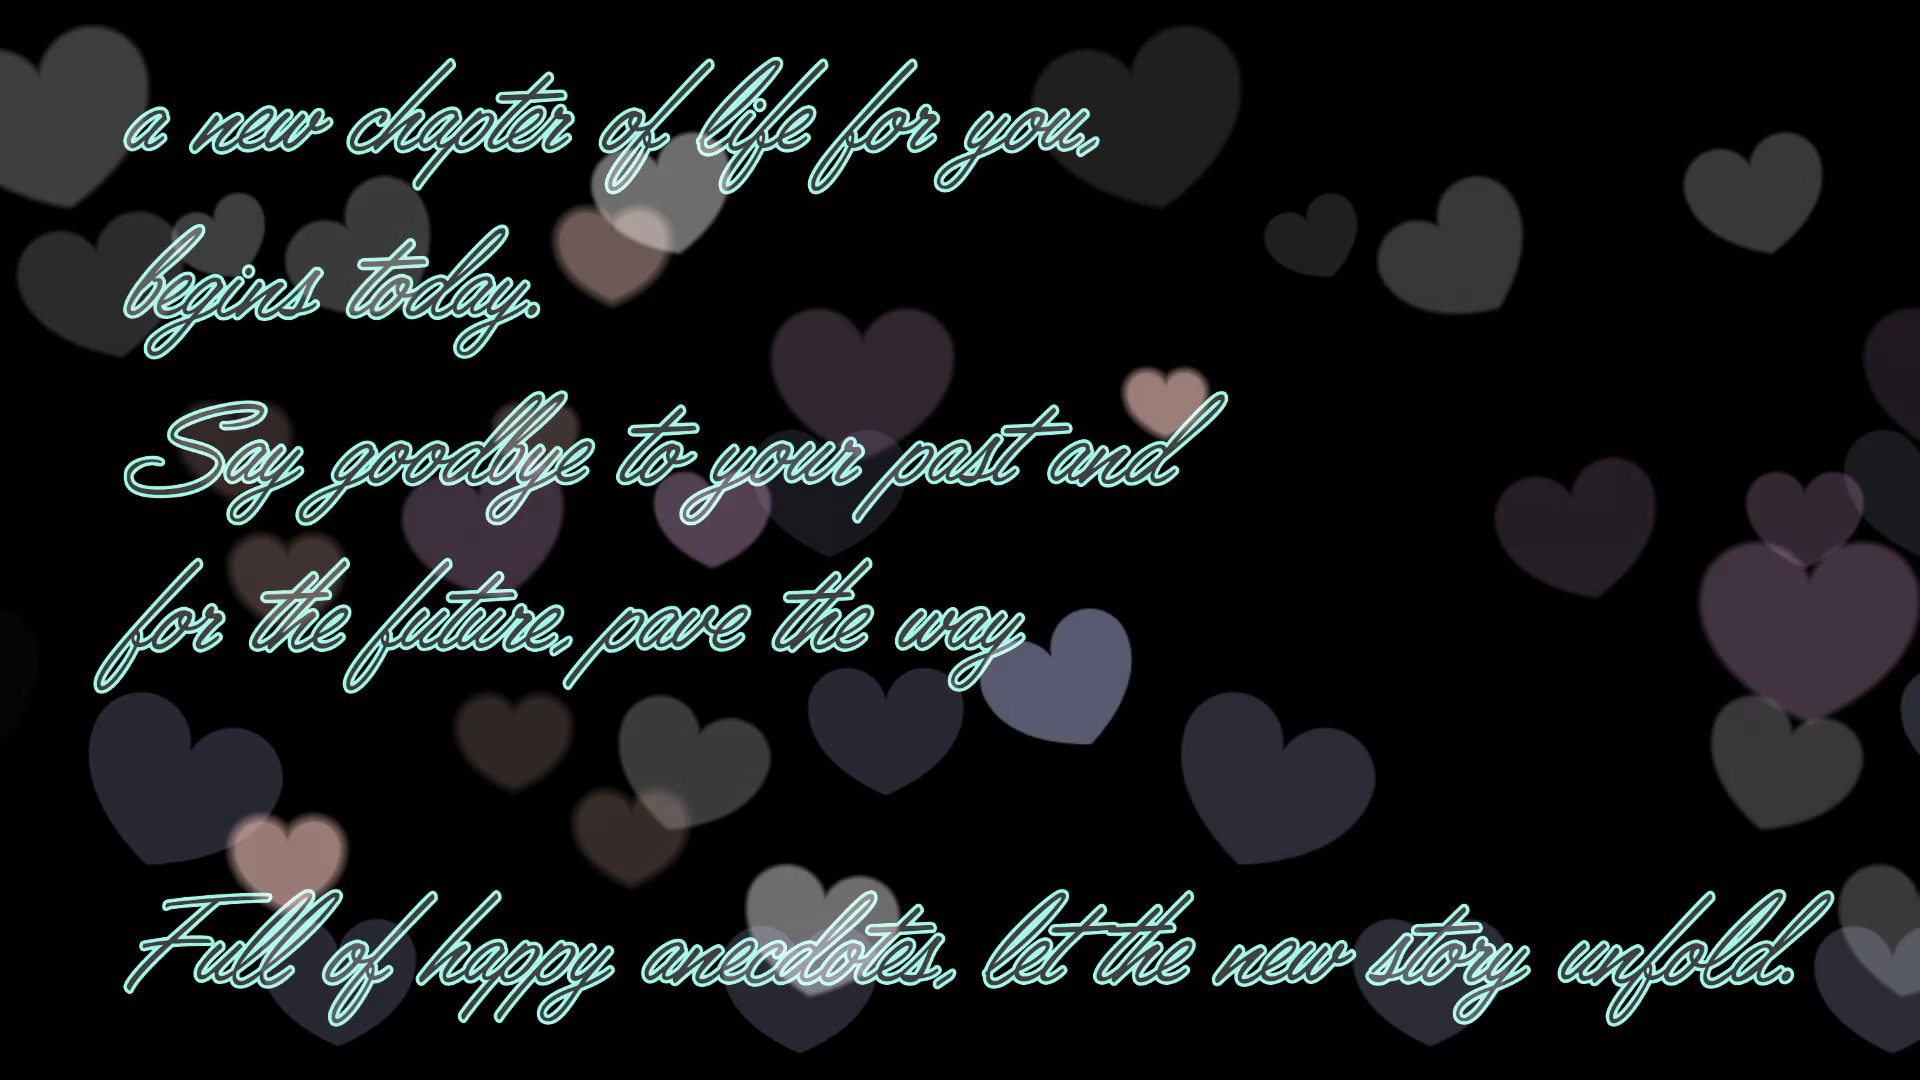 a new chapter of life for you,
begins today.
Say goodbye to your past and
for the future, pave the way
Full of happy anecdotes, let the new story unfold.